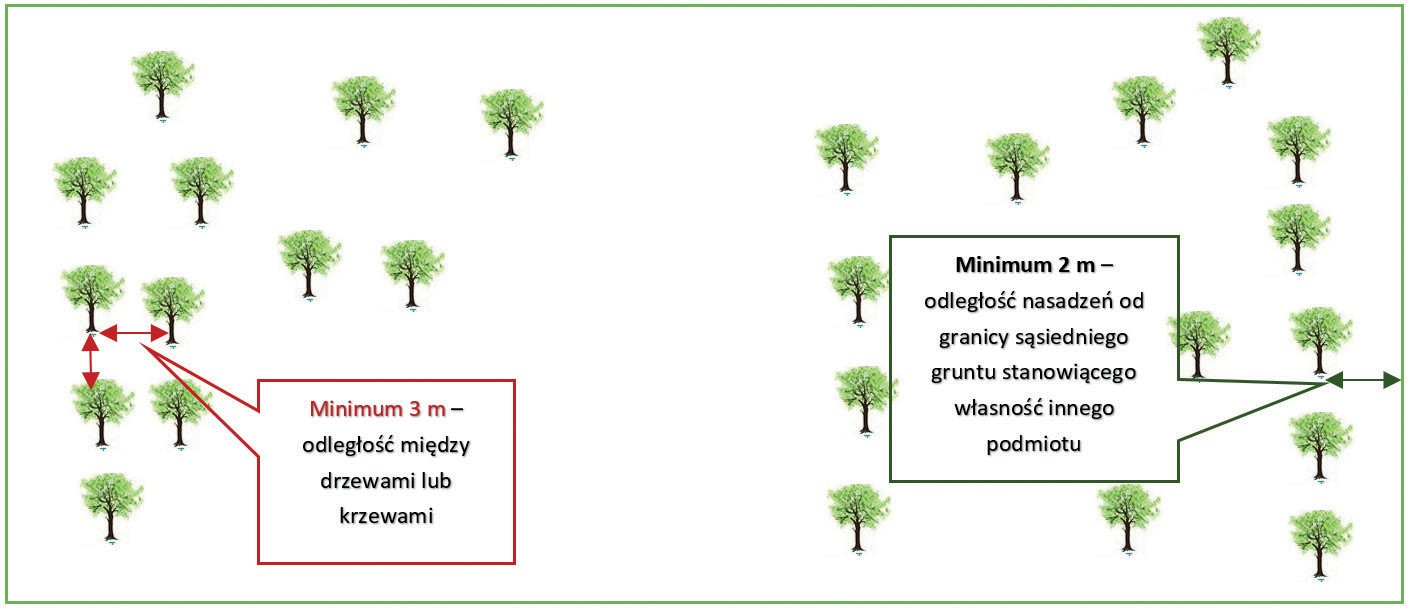 Minimum 3 m –
odległość między
drzewami lub
krzewami
Minimum 2 m –
odległość nasadzeń od
granicy sąsiedniego
gruntu stanowiącego
własność innego
podmiotu